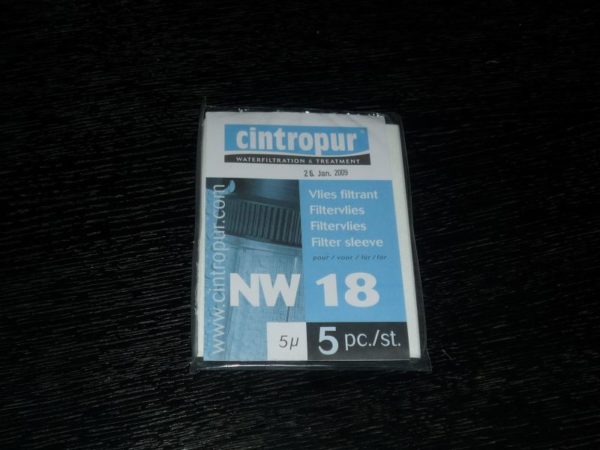 cintropur®
WATERFILTRATION & TREATMENT
26. Jan. 2009
Vlies filtrant
Filtervlies
Filtervlies
Filter sleeve
pour / voor / für / for
NW 18
5µ
5 pc./st.
www.cintropur.com